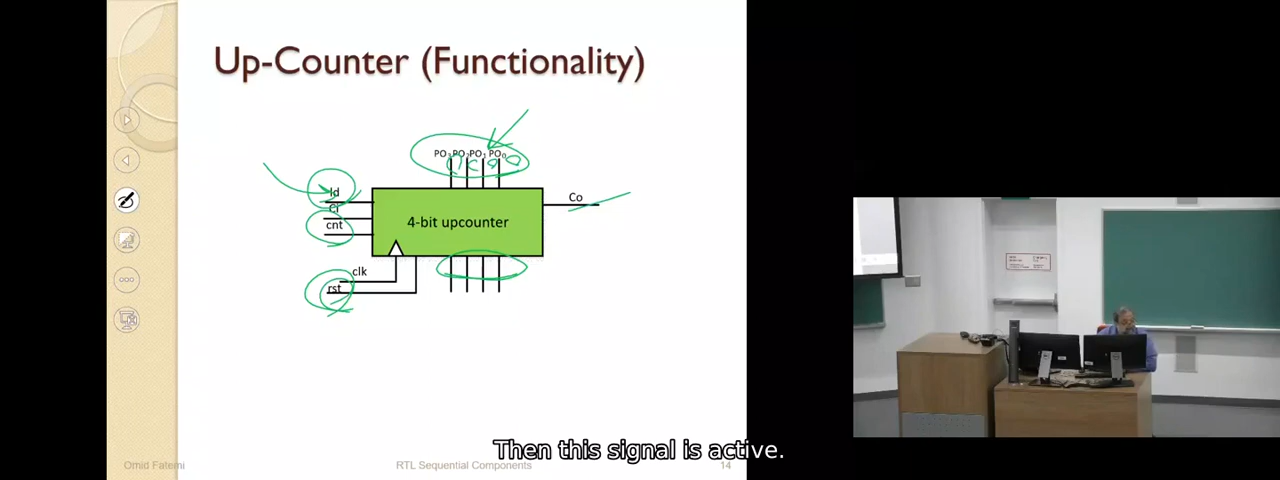 Up-Counter (Functionality)
PO3 PO2 PO1 PO0
ld
ci
cnt
4-bit upcounter
Co
clk
rst
Then this signal is active.
Omid Fatemi
RTL Sequential Components
14